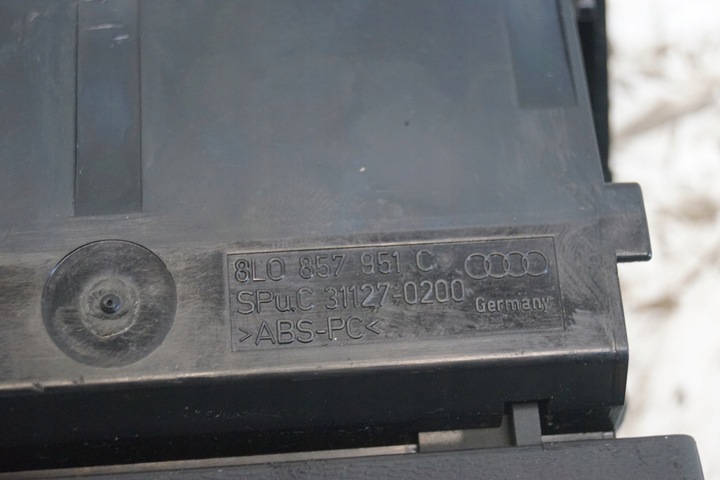 8L0 857 951 C
SPu.C 31127-0200 Germany
>ABS-PC<